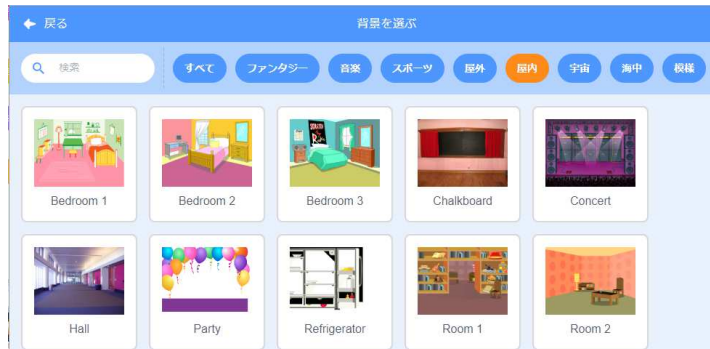 戻る
背景を選ぶ
検索
すべて
ファンタジー
音楽
スポーツ
屋外
屋内
宇宙
海中
模様
Bedroom 1
Bedroom 2
Bedroom 3
Chalkboard
Concert
Hall
Party
Refrigerator
Room 1
Room 2